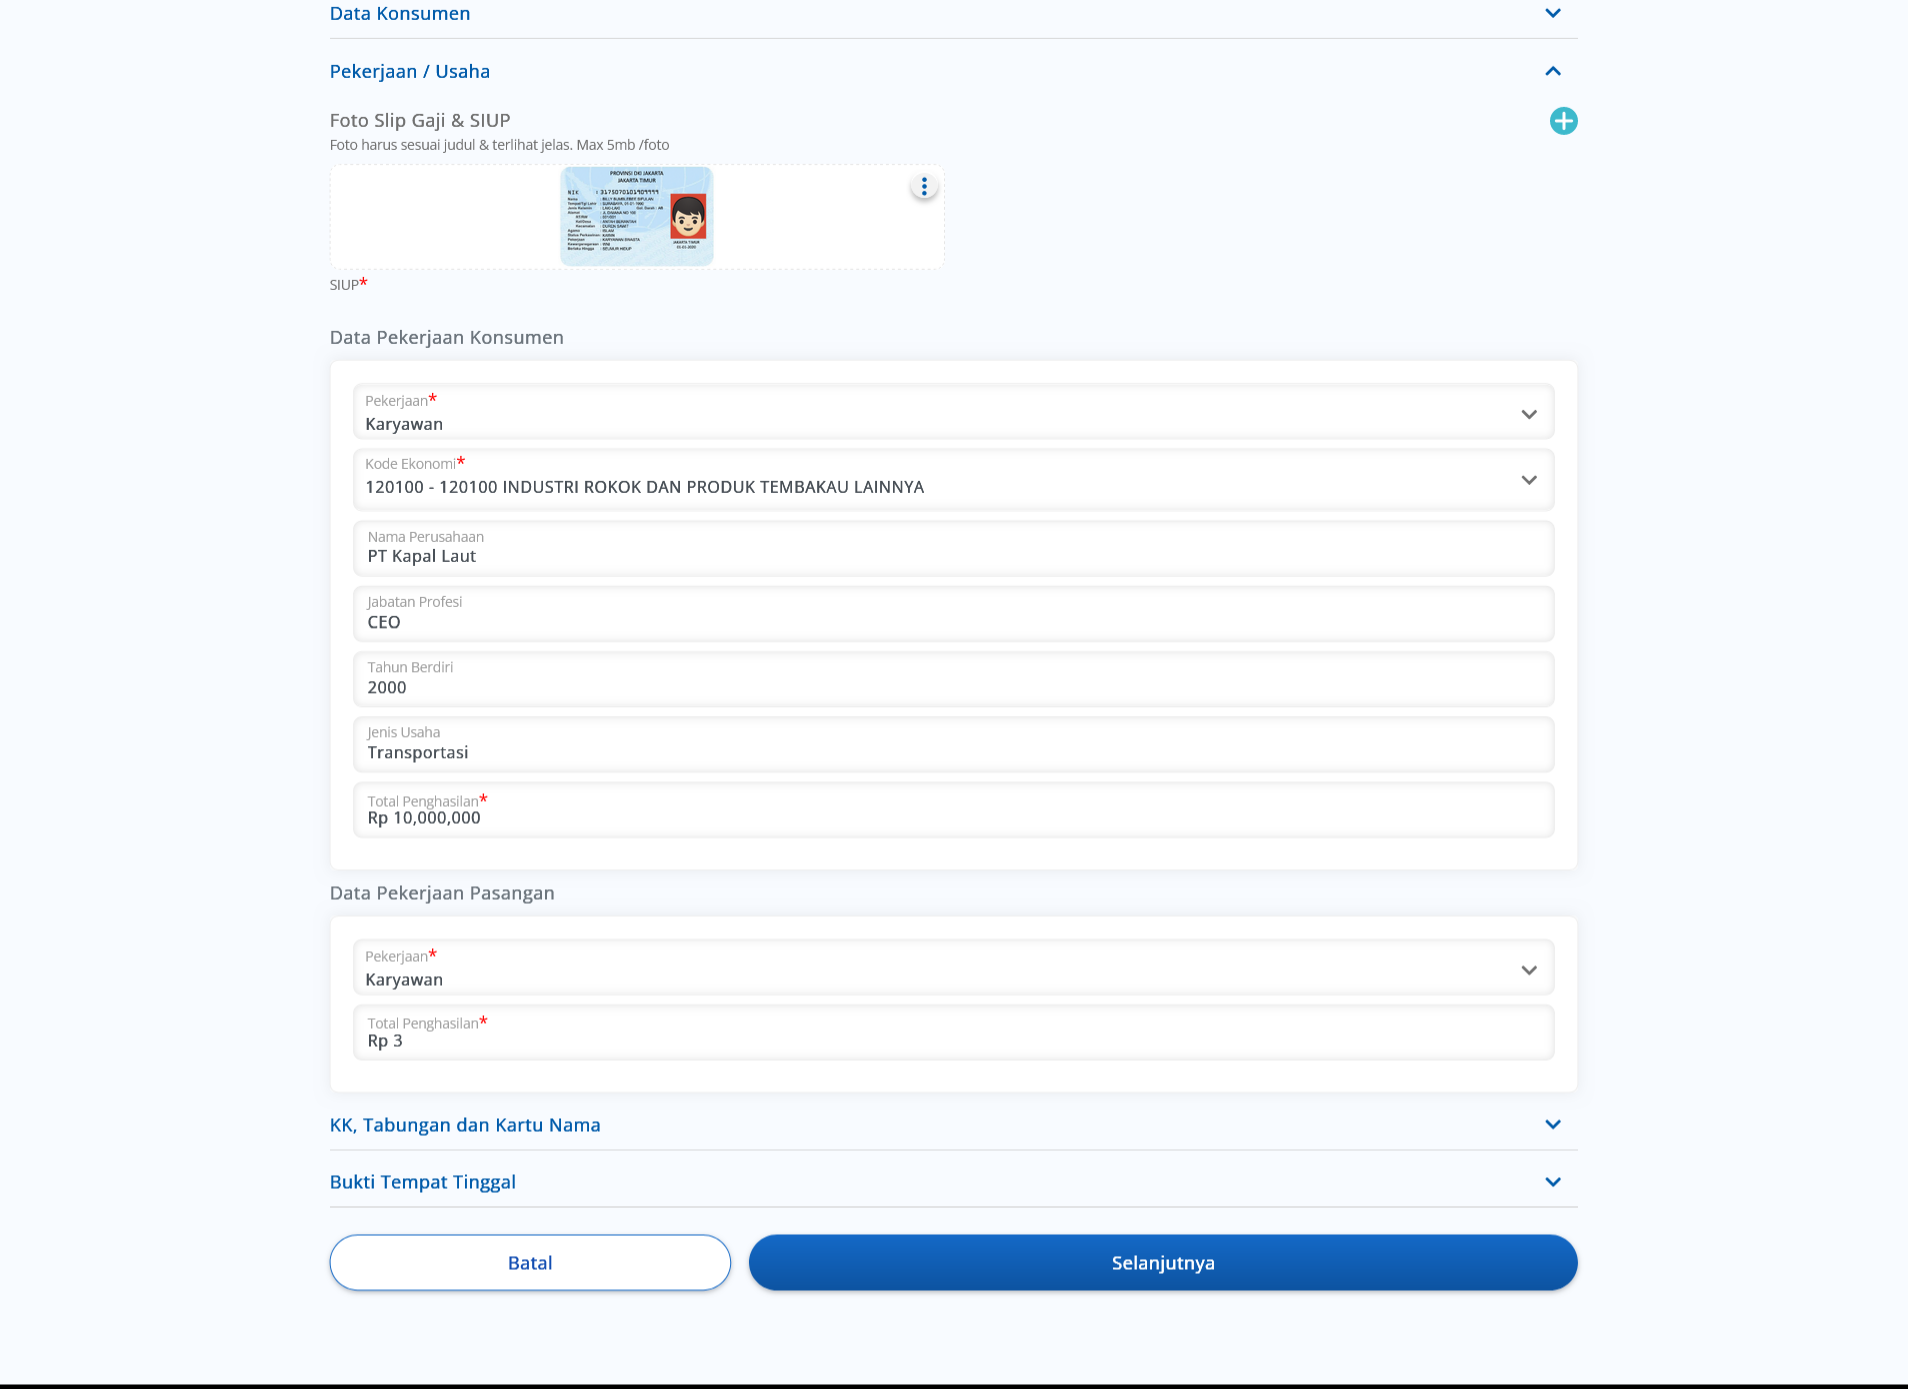 Data Konsumen
Pekerjaan / Usaha
Foto Slip Gaji & SIUP
Foto harus sesuai judul & terlihat jelas. Max 5mb /foto
PROVINSI DKI JAKARTA
JAKARTA TIMUR
NIK
SIUP*
Data Pekerjaan Konsumen
Pekerjaan*
Karyawan
Kode Ekonomi*
120100 - 120100 INDUSTRI ROKOK DAN PRODUK TEMBAKAU LAINNYA
Nama Perusahaan
PT Kapal Laut
Jabatan Profesi
CEO
Tahun Berdiri
2000
Jenis Usaha
Transportasi
Total Penghasilan*
Rp 10,000,000
Data Pekerjaan Pasangan
Pekerjaan*
Karyawan
Total Penghasilan*
Rp 3
KK, Tabungan dan Kartu Nama
Bukti Tempat Tinggal
Batal
Selanjutnya